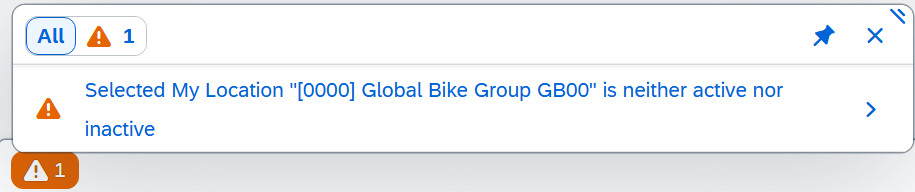 All 1
Selected My Location "[0000] Global Bike Group GB00" is neither active nor
inactive
1